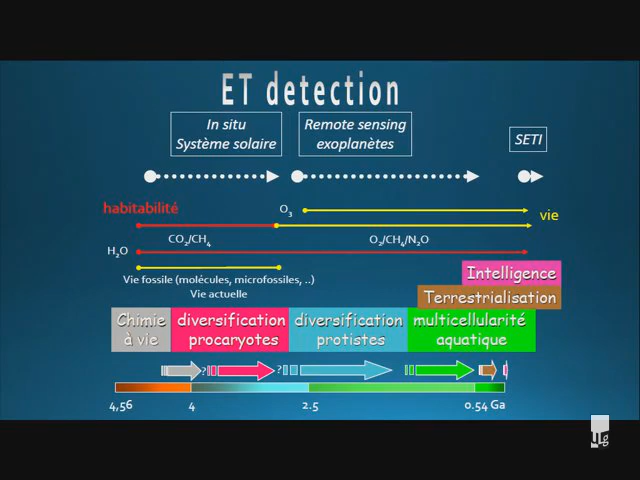 ET detection
In situ
Système solaire
Remote sensing
exoplanètes
SETI
habitabilité
O3
vie
CO2/CH4
O2/CH4/N2O
H2O
Vie fossile (molécules, microfossiles, ..)
Vie actuelle
Intelligence
Terrestrialisation
Chimie
à vie
diversification
procaryotes
diversification
protistes
multicellularité
aquatique
? ?
4,56 4 2.5 0.54 Ga